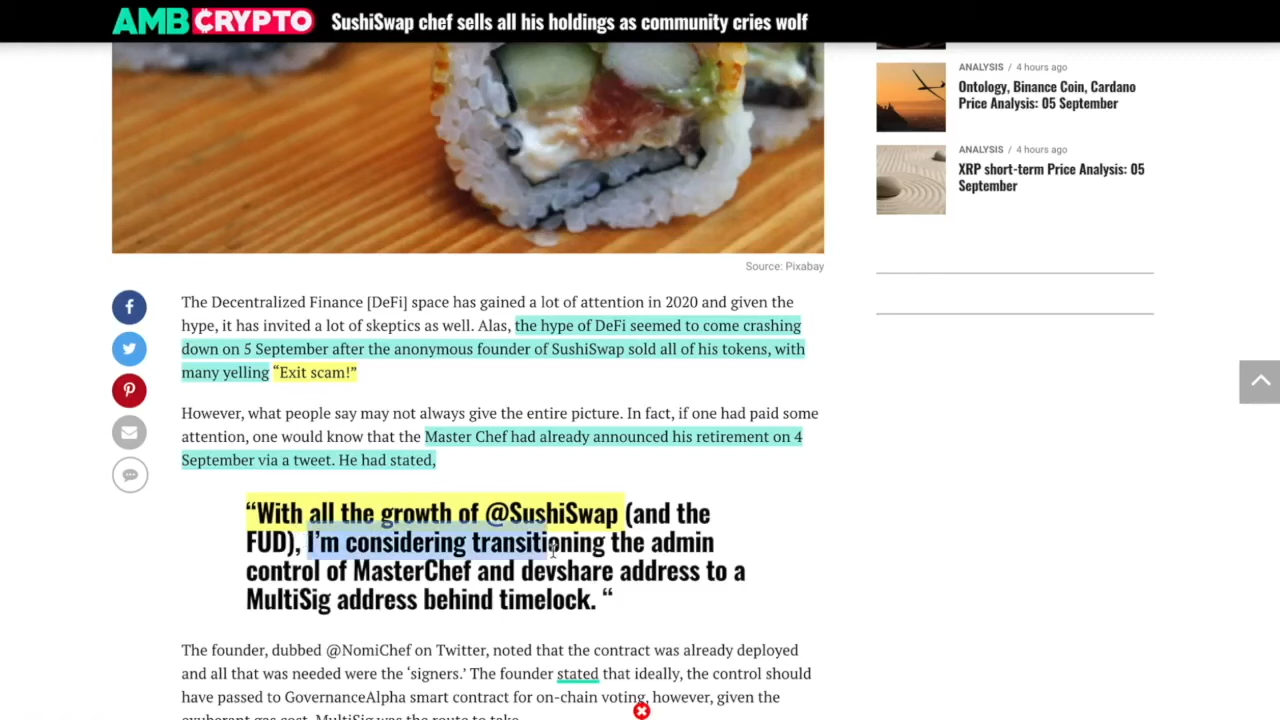 AMBCRYPTO SushiSwap chef sells all his holdings as community cries wolf
Source: Pixabay
The Decentralized Finance [DeFi] space has gained a lot of attention in 2020 and given the
hype, it has invited a lot of skeptics as well. Alas, the hype of DeFi seemed to come crashing
down on 5 September after the anonymous founder of SushiSwap sold all of his tokens, with
many yelling “Exit scam!”
However, what people say may not always give the entire picture. In fact, if one had paid some
attention, one would know that the Master Chef had already announced his retirement on 4
September via a tweet. He had stated,
“With all the growth of @SushiSwap (and the
FUD), I’m considering transitioning the admin
control of MasterChef and devshare address to a
MultiSig address behind timelock. “
The founder, dubbed @NomiChef on Twitter, noted that the contract was already deployed
and all that was needed were the ‘signers.’ The founder stated that ideally, the control should
have passed to GovernanceAlpha smart contract for on-chain voting, however, given the
exuberant gas cost, MultiSig was the route to take.
ANALYSIS / 4 hours ago
Ontology, Binance Coin, Cardano
Price Analysis: 05 September
ANALYSIS / 4 hours ago
XRP short-term Price Analysis: 05
September